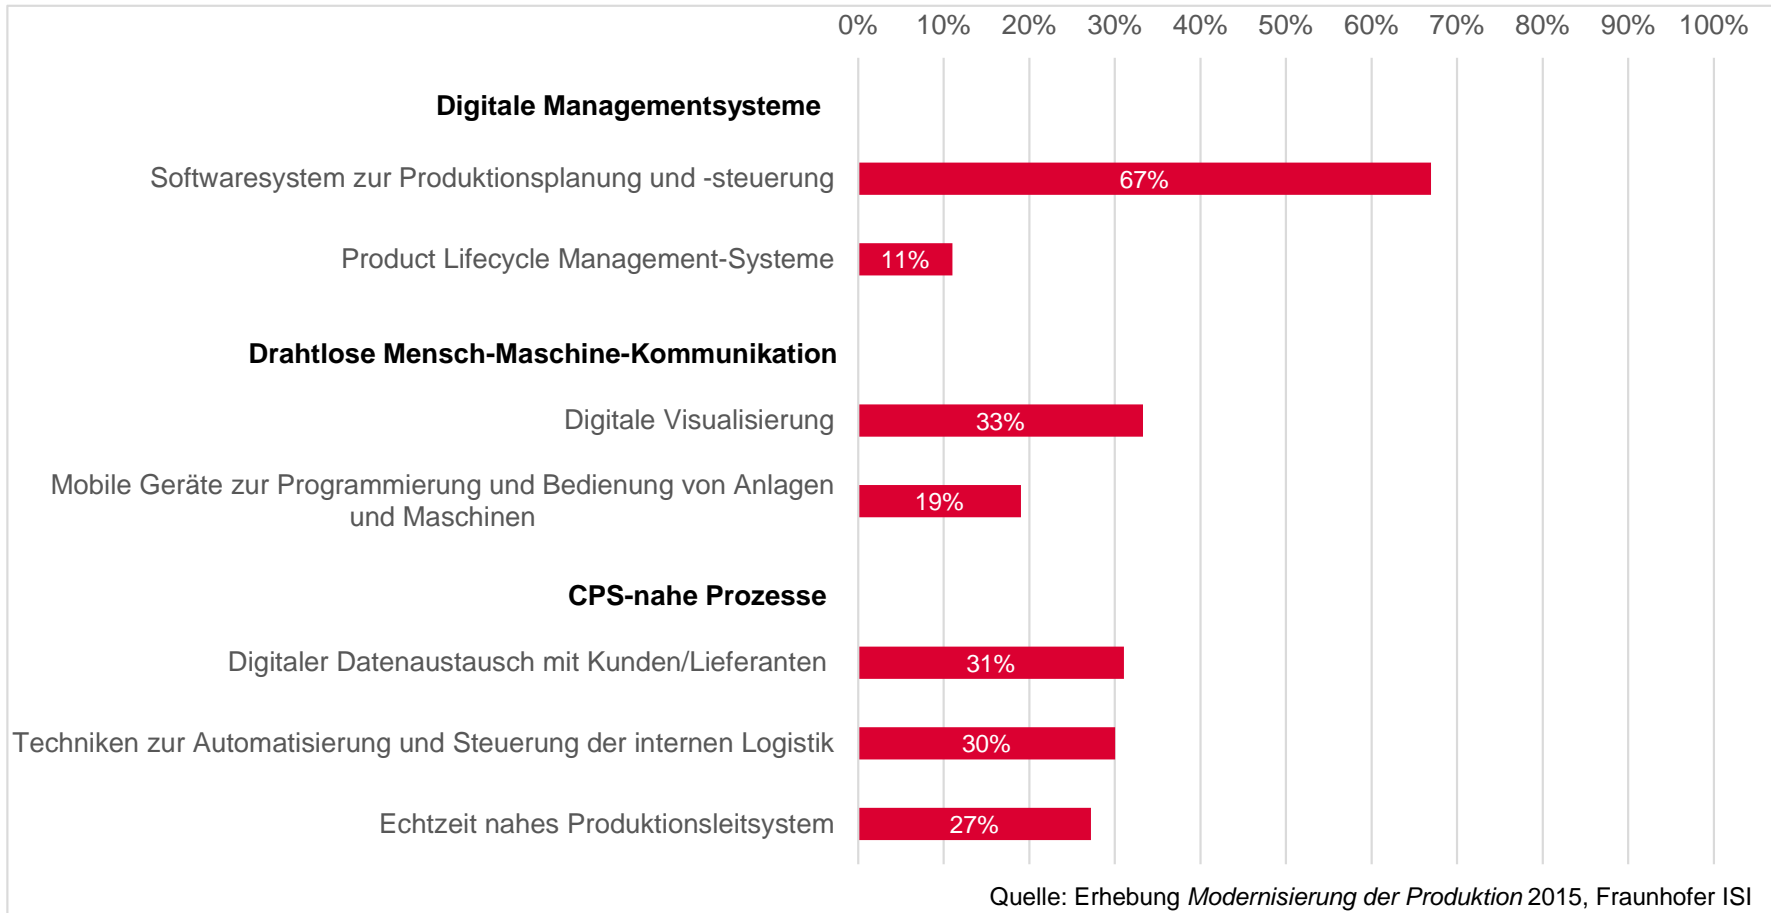 0% 10% 20% 30% 40% 50% 60% 70% 80% 90% 100%
Digitale Managementsysteme
Softwaresystem zur Produktionsplanung und -steuerung
67%
Product Lifecycle Management-Systeme
11%
Drahtlose Mensch-Maschine-Kommunikation
Digitale Visualisierung
33%
Mobile Geräte zur Programmierung und Bedienung von Anlagen
und Maschinen
19%
CPS-nahe Prozesse
Digitaler Datenaustausch mit Kunden/Lieferanten
31%
Techniken zur Automatisierung und Steuerung der internen Logistik
30%
Echtzeit nahes Produktionsleitsystem
27%
Quelle: Erhebung Modernisierung der Produktion 2015, Fraunhofer ISI